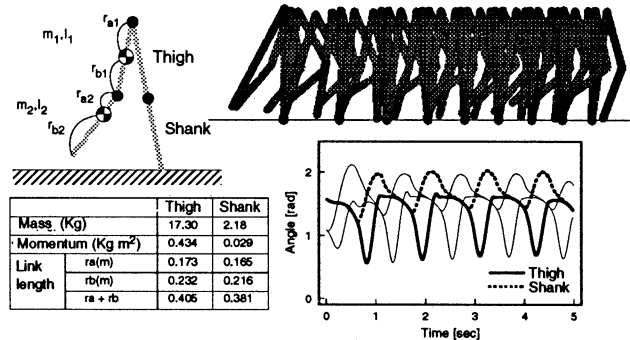 m1,I1
ra1
Thigh
rb1
m2,I2
ra2
rb2
Shank
Thigh Shank
Mass (Kg) 17.30 2.18
Momentum (Kg m²) 0.434 0.029
Link length
ra(m) 0.173 0.165
rb(m) 0.232 0.216
ra + rb 0.405 0.381
Angle [rad]
2
1
0
Thigh
Shank
0 1 2 3 4 5
Time [sec]